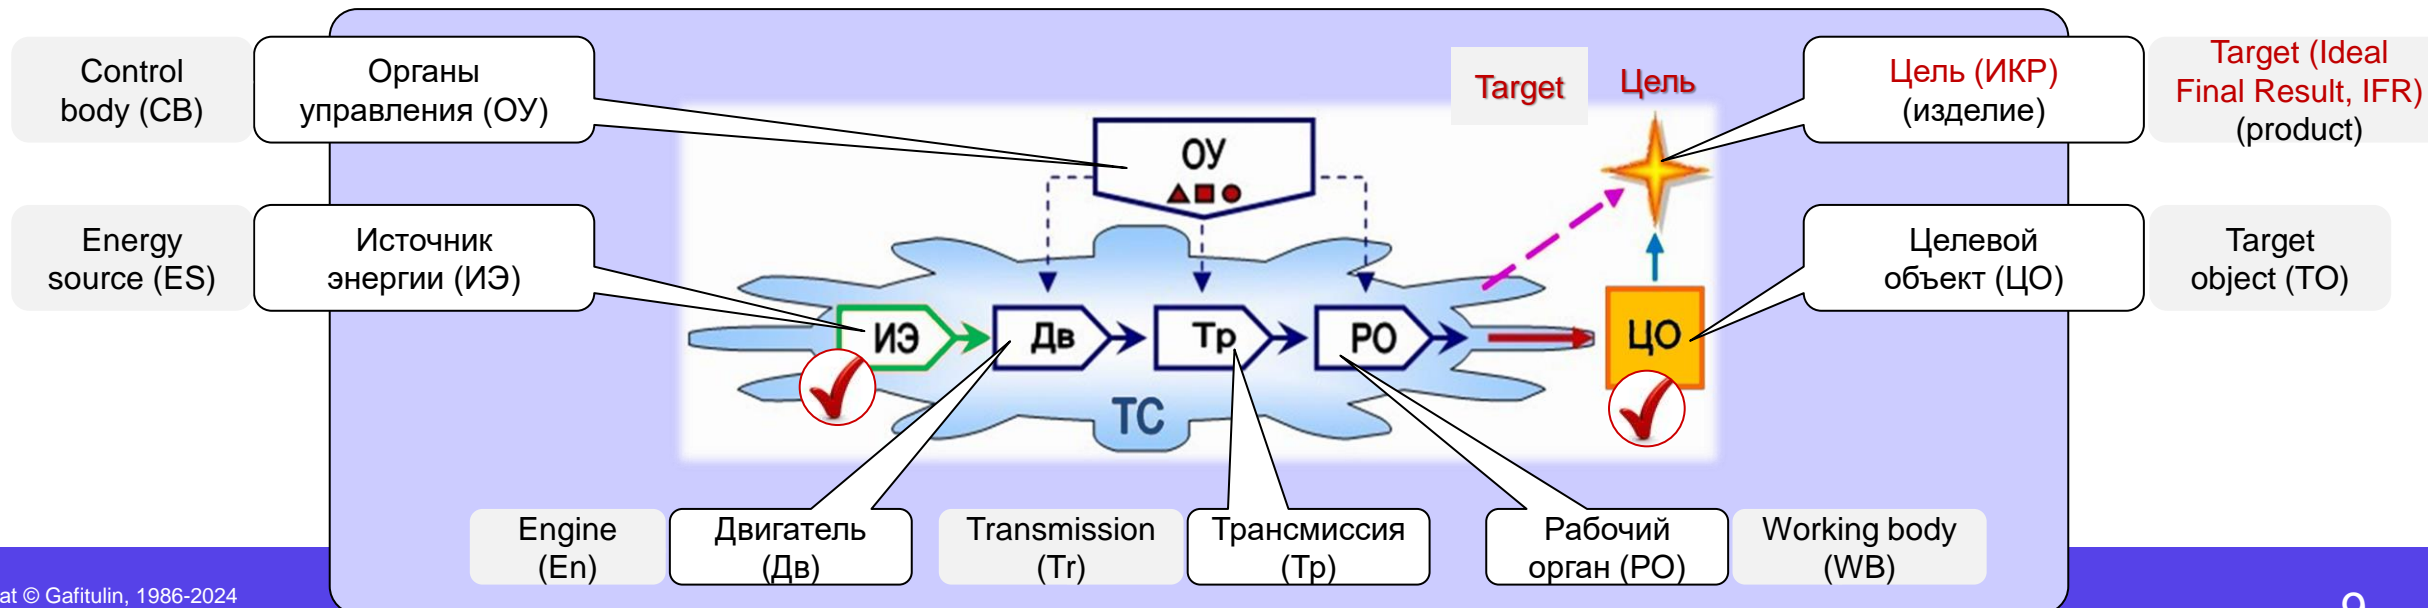 Control
body (CB)
Органы
управления (ОУ)
Target
Цель
Цель (ИКР)
(изделие)
Target (Ideal
Final Result, IFR)
(product)
ОУ
Energy
source (ES)
Источник
энергии (ИЭ)
Целевой
объект (ЦО)
Target
object (TO)
ИЭ
Дв
Тр
РО
ЦО
ТС
Engine
(En)
Двигатель
(Дв)
Transmission
(Tr)
Трансмиссия
(Тр)
Рабочий
орган (РО)
Working body
(WB)
at © Gafitulin, 1986-2024